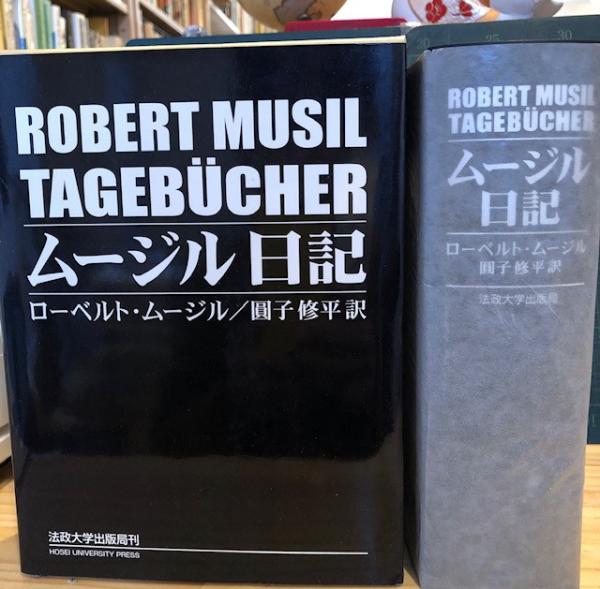 ROBERT MUSIL
TAGEBÜCHER
ムージル 日記
ローベルト・ムージル／圓子修平訳
法政大学出版局刊
HOSEI UNIVERSITY PRESS
ROBERT MUSIL
TAGEBÜCHER
ムージル
日記
ローベルト・ムージル
圓子修平訳
法政大学出版局
20
25
30